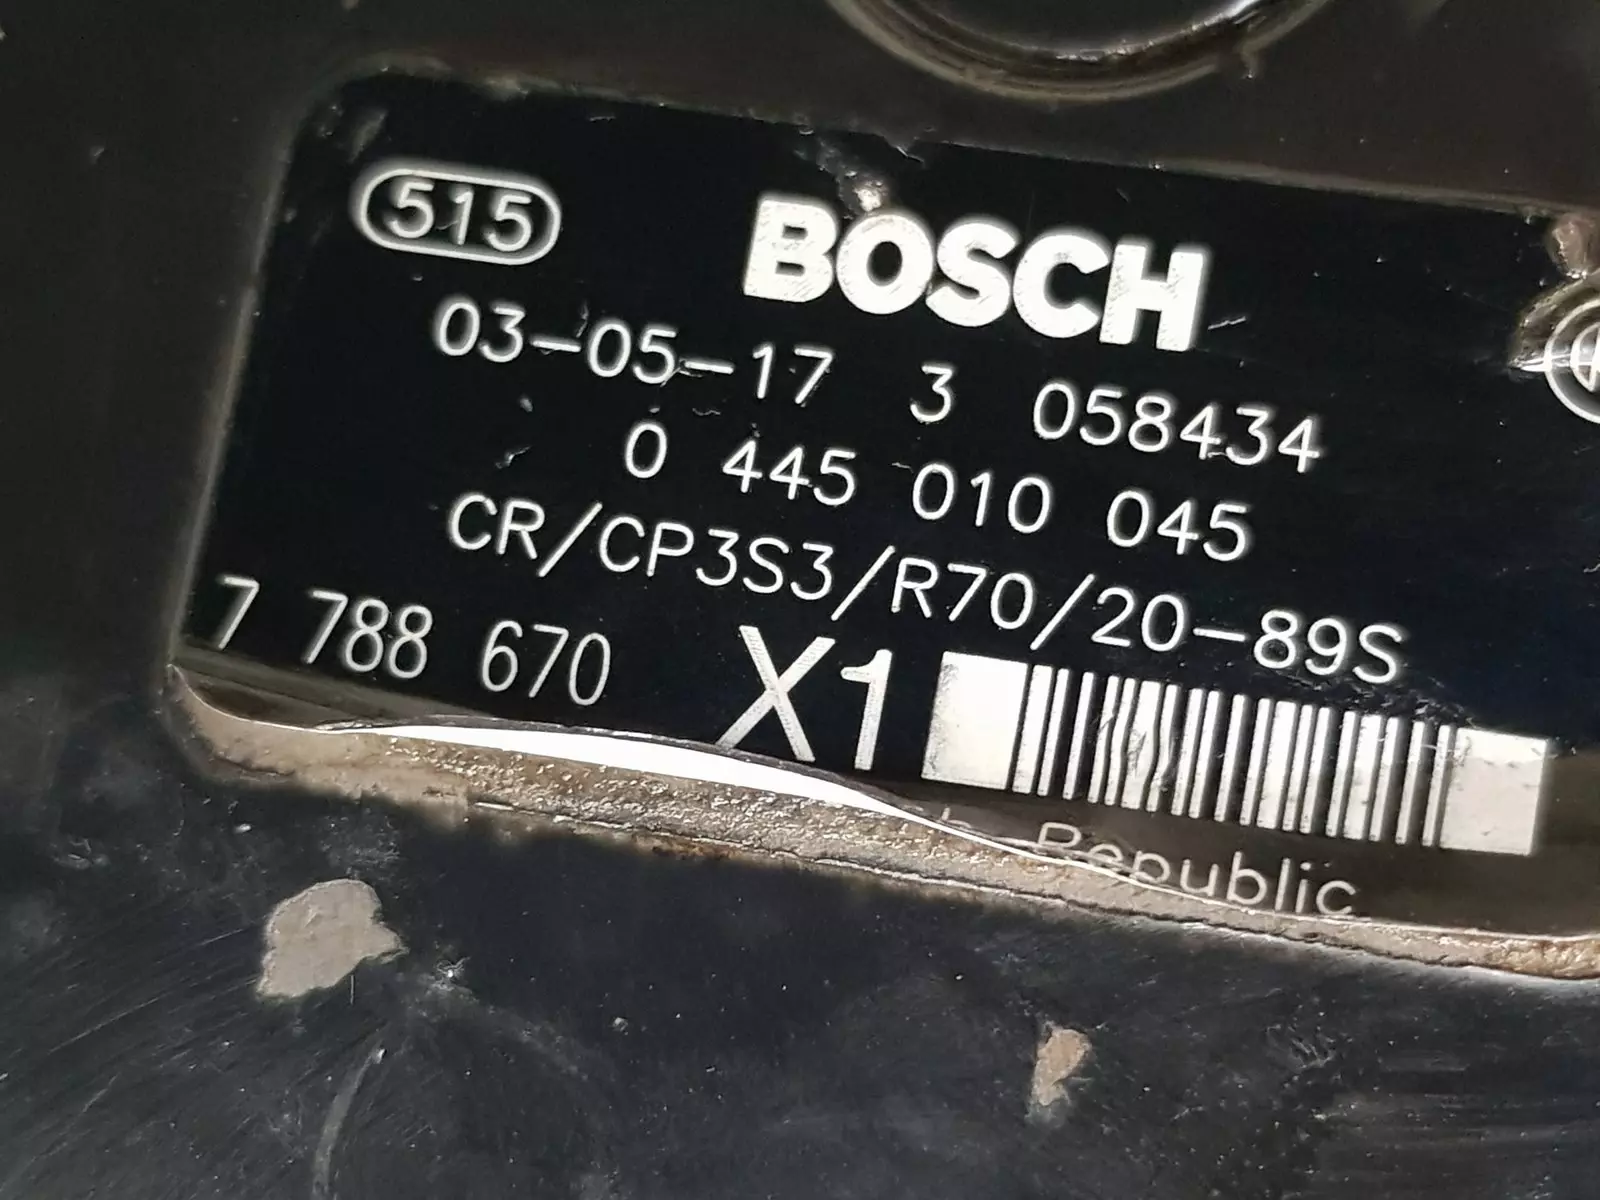 515
BOSCH
03-05-17 3 058434
0 445 010 045
CR/CP3S3/R70/20-89S
7 788 670 X1
Republic